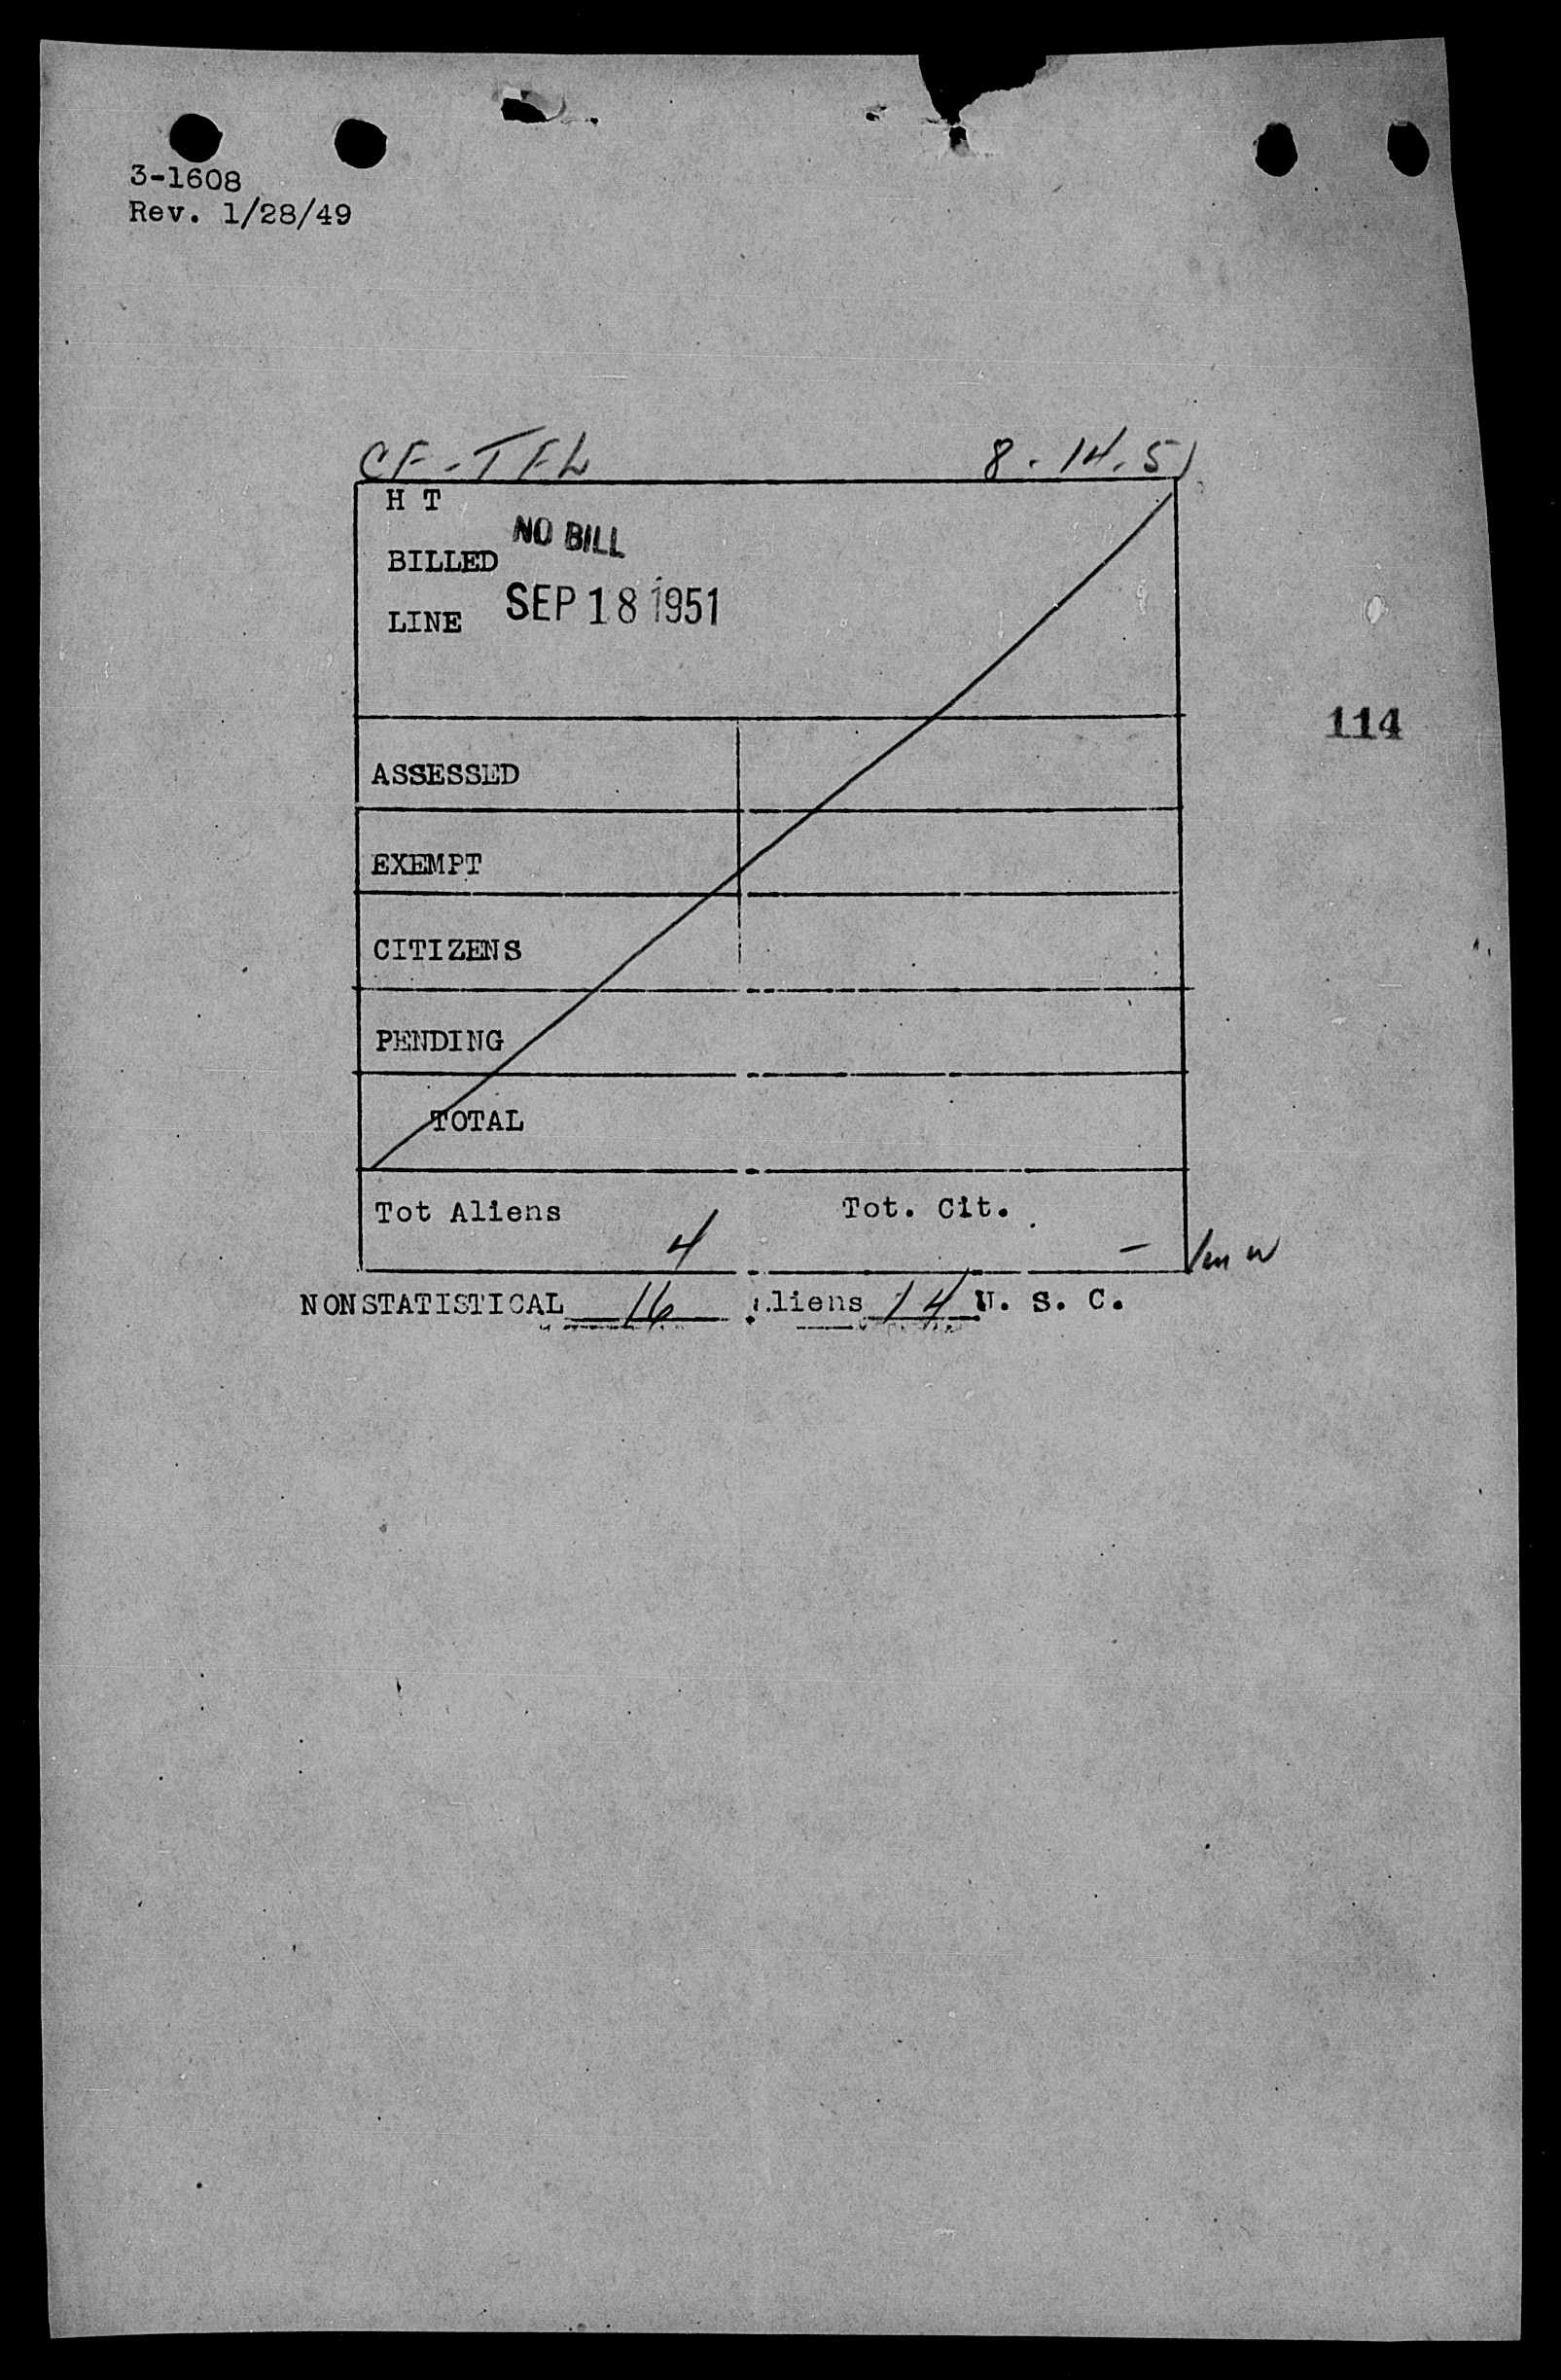 3-1608
Rev. 1/28/49
CF-TFL 8.14.51
H T
NO BILL
BILLED
SEP 18 1951
LINE
114
ASSESSED
EXEMPT
CITIZENS
PENDING
TOTAL
Tot Aliens 4 Tot. Cit. -
NONSTATISTICAL 16 Aliens 14 U. S. C.